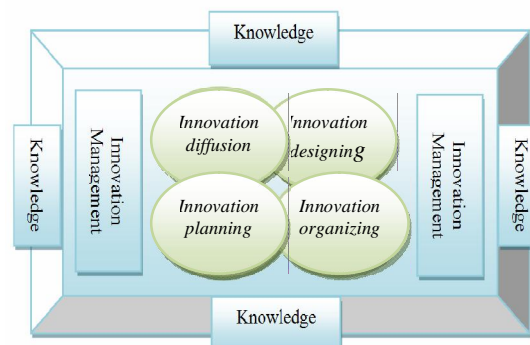 Knowledge
Knowledge
Innovation
Management
Innovation
diffusion
Innovation
designing
Innovation
planning
Innovation
organizing
Innovation
Management
Knowledge
Knowledge